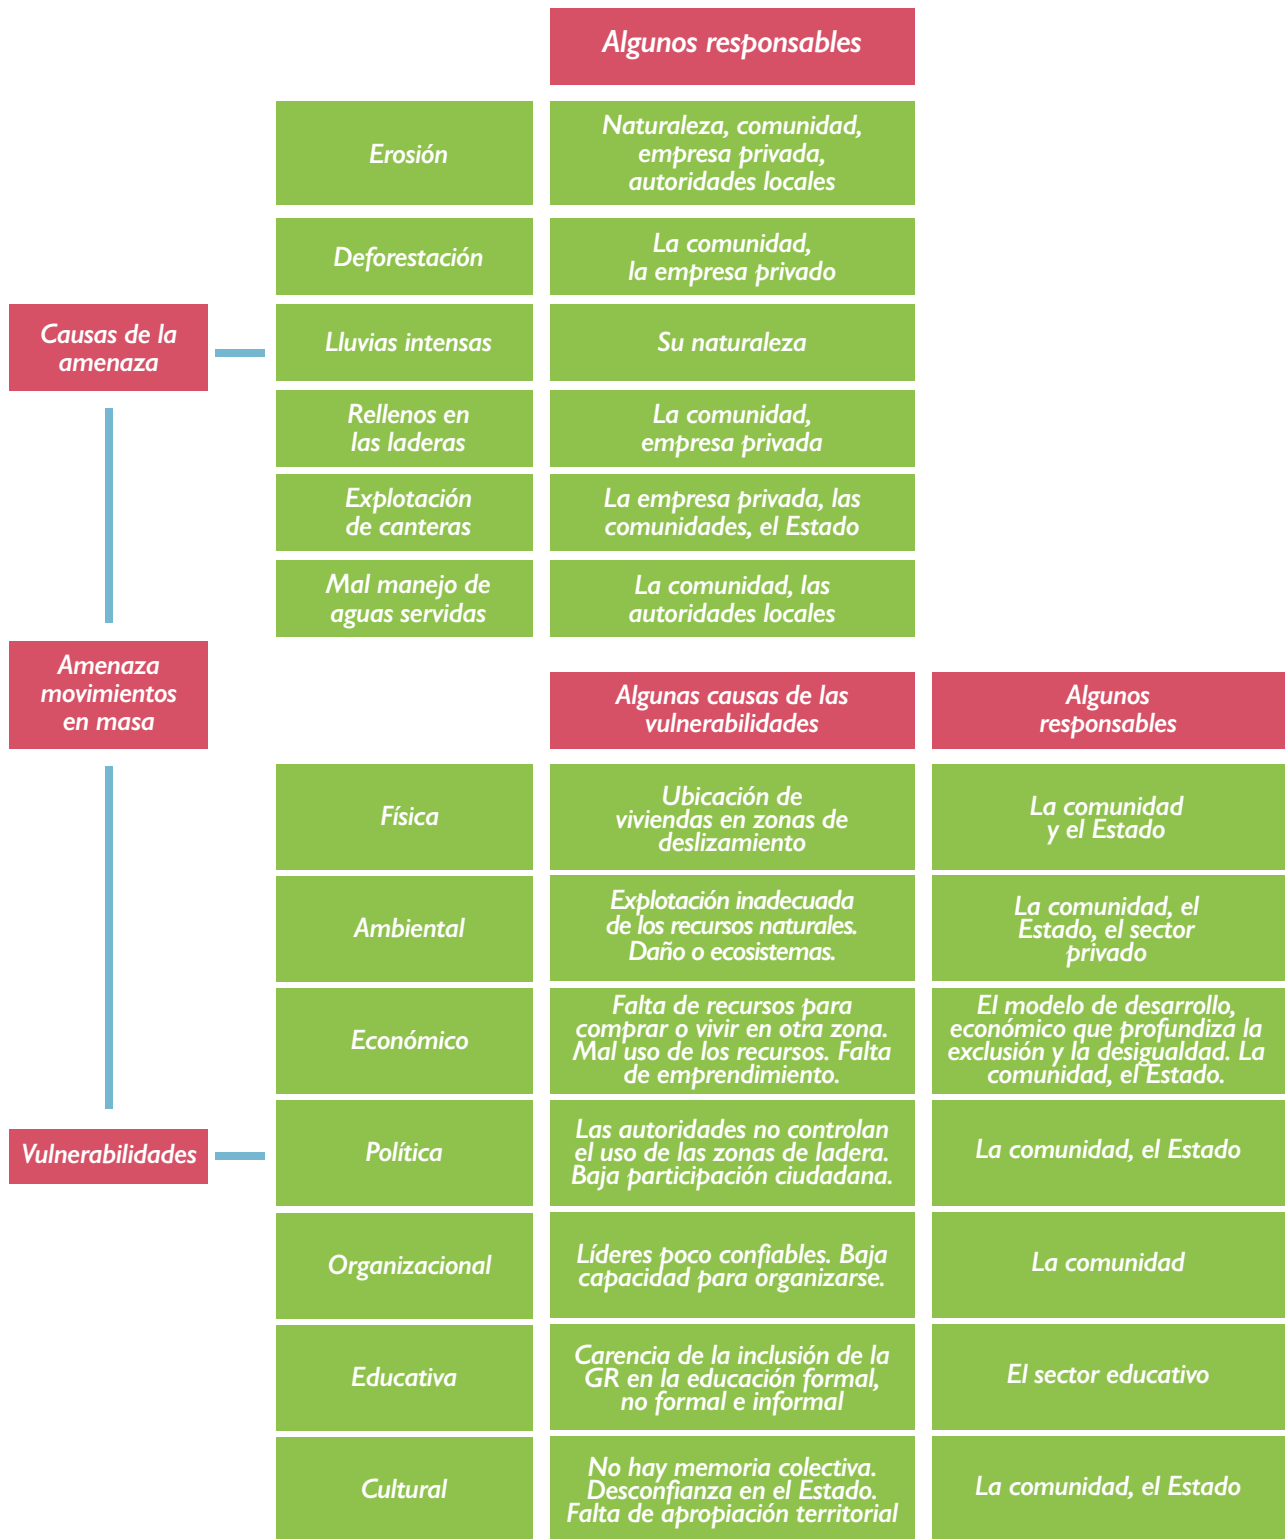 Algunos responsables
Erosión
Naturaleza, comunidad,
empresa privada,
autoridades locales
Deforestación
La comunidad,
la empresa privado
Causas de la
amenaza
Lluvias intensas
Su naturaleza
Rellenos en
las laderas
La comunidad,
empresa privada
Explotación
de canteras
La empresa privada, las
comunidades, el Estado
Mal manejo de
aguas servidas
La comunidad, las
autoridades locales
Amenaza
movimientos
en masa
Algunas causas de las
vulnerabilidades
Algunos
responsables
Física
Ubicación de
viviendas en zonas de
deslizamiento
La comunidad
y el Estado
Ambiental
Explotación inadecuada
de los recursos naturales.
Daño o ecosistemas.
La comunidad, el
Estado, el sector
privado
Económico
Falta de recursos para
comprar o vivir en otra zona.
Mal uso de los recursos. Falta
de emprendimiento.
El modelo de desarrollo,
económico que profundiza la
exclusión y la desigualdad. La
comunidad, el Estado.
Vulnerabilidades
Política
Las autoridades no controlan
el uso de las zonas de ladera.
Baja participación ciudadana.
La comunidad, el Estado
Organizacional
Líderes poco confiables. Baja
capacidad para organizarse.
La comunidad
Educativa
Carencia de la inclusión de la
GR en la educación formal,
no formal e informal
El sector educativo
Cultural
No hay memoria colectiva.
Desconfianza en el Estado.
Falta de apropiación territorial
La comunidad, el Estado